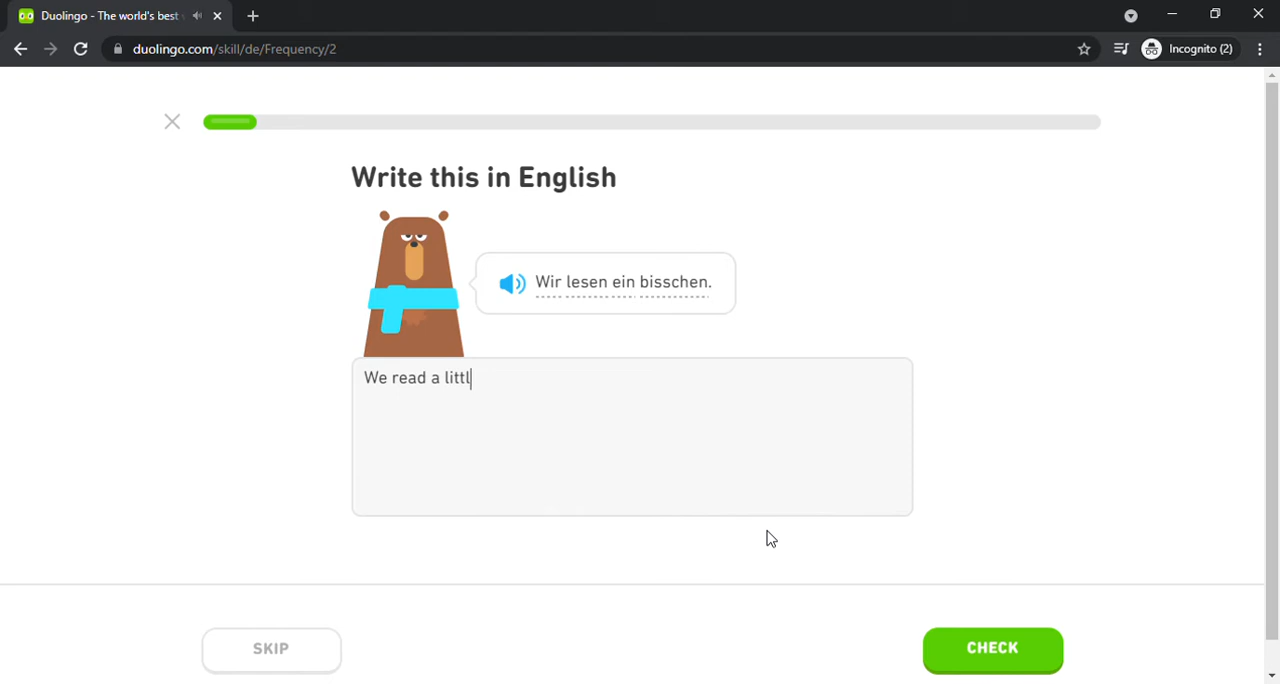 Duolingo - The world's best
duolingo.com/skill/de/Frequency/2
Incognito (2)
Write this in English
Wir lesen ein bisschen.
We read a littl
SKIP
CHECK